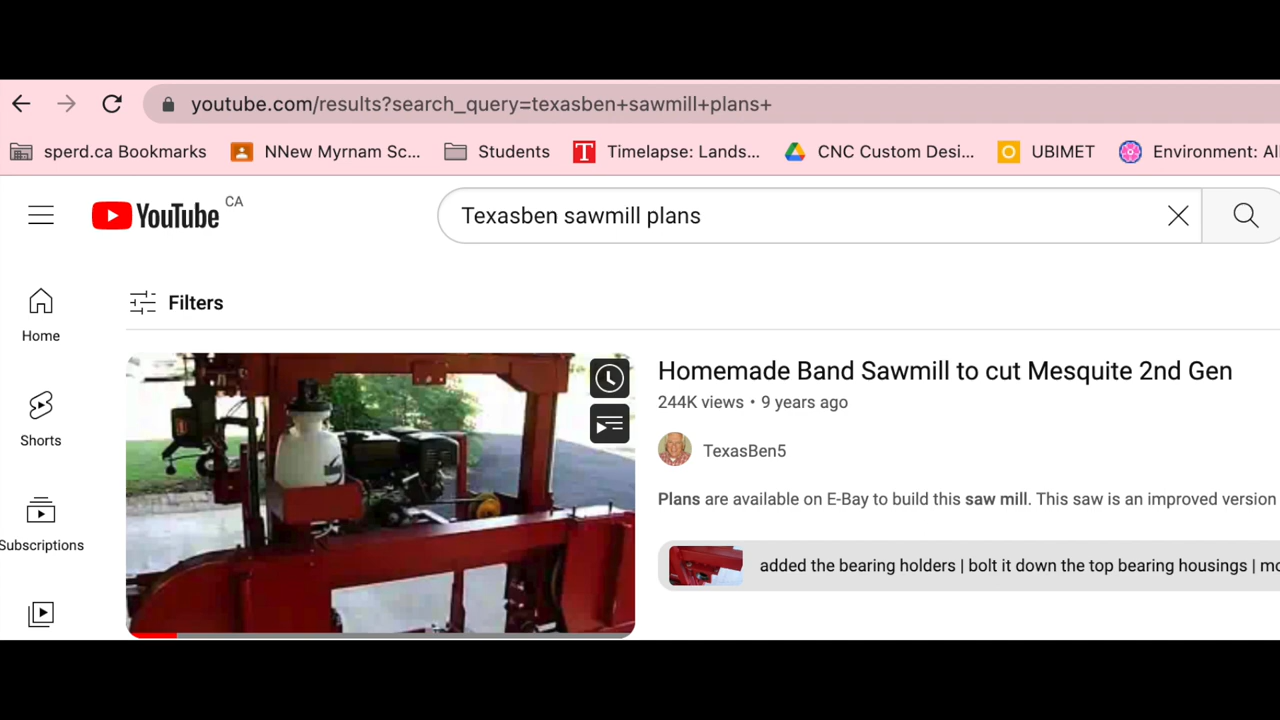 youtube.com/results?search_query=texasben+sawmill+plans+
sperd.ca Bookmarks NNew Myrnam Sc... Students Timelapse: Lands... CNC Custom Desi... UBIMET Environment: Al
YouTube CA
Texasben sawmill plans
Filters
Home
Shorts
Subscriptions
Homemade Band Sawmill to cut Mesquite 2nd Gen
244K views • 9 years ago
TexasBen5
Plans are available on E-Bay to build this saw mill. This saw is an improved version
added the bearing holders | bolt it down the top bearing housings | mo